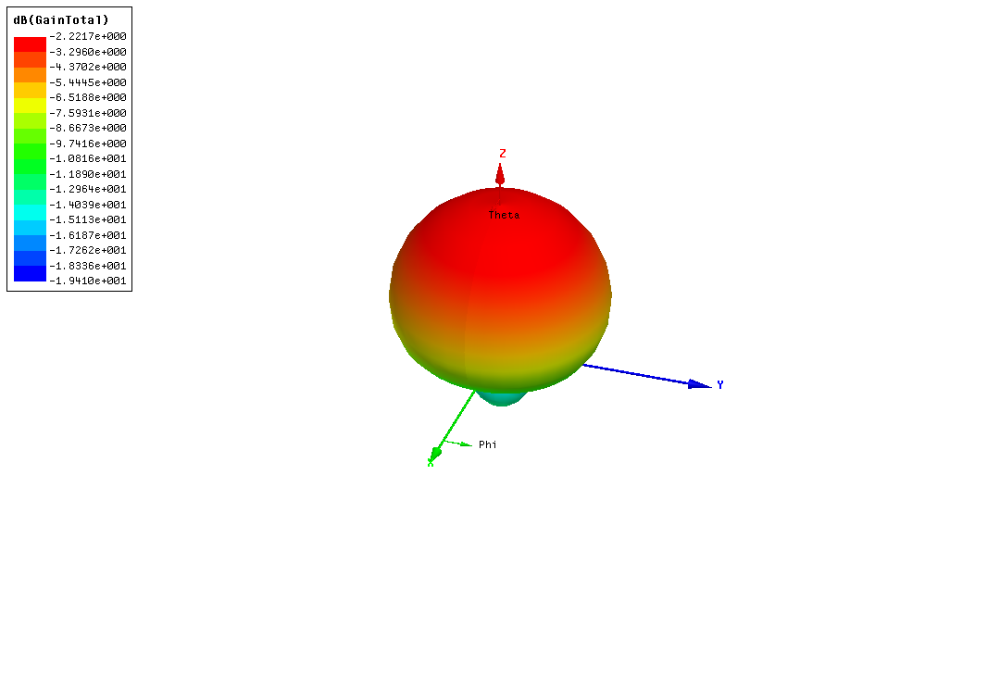 dB(GainTotal)
-2.2217e+000
-3.2960e+000
-4.3702e+000
-5.4445e+000
-6.5188e+000
-7.5931e+000
-8.6673e+000
-9.7416e+000
-1.0816e+001
-1.1890e+001
-1.2964e+001
-1.4039e+001
-1.5113e+001
-1.6187e+001
-1.7262e+001
-1.8336e+001
-1.9410e+001
Z
Theta
Y
Phi
X